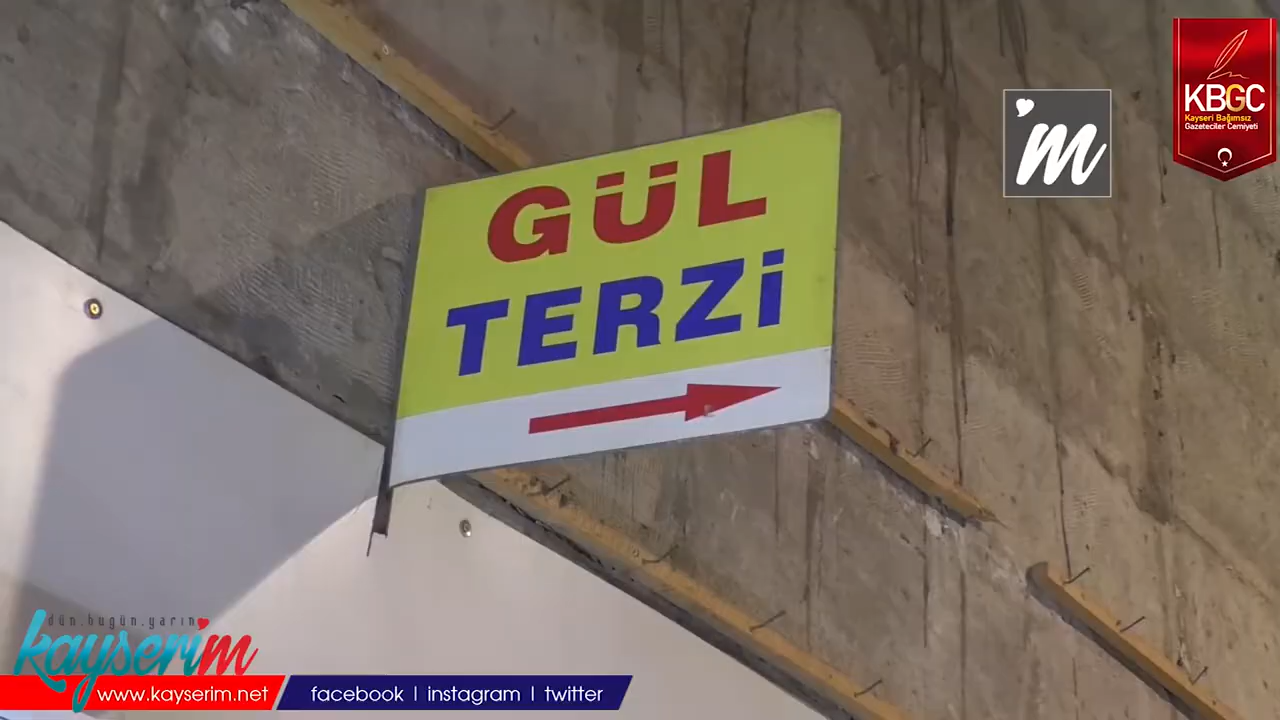 GÜL
TERZİ
'm
KBGC
Kayseri Bağımsız
Gazeteciler Cemiyeti
dün.bugün.yarın
kayserim
www.kayserim.net
facebook | instagram | twitter